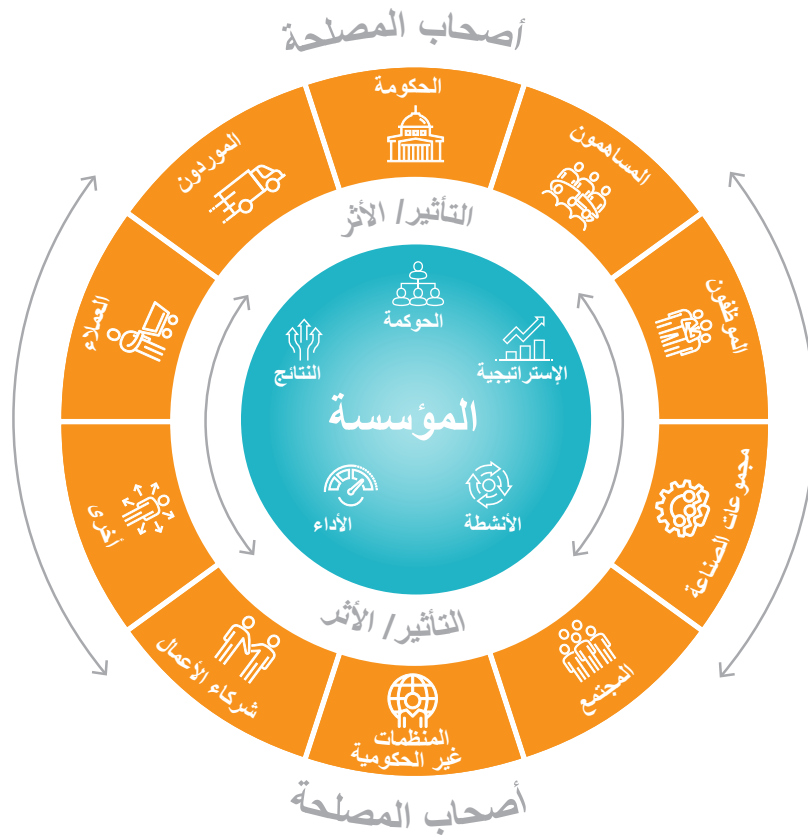 أصحاب المصلحة
الحكومة
المساهمون
الموظفون
مجموعات الصناعة
المجتمع
المنظمات
غير الحكومية
شركاء الأعمال
أخرى
العملاء
الموردون
التأثير/ الأثر
الحوكمة
الإستراتيجية
النتائج
المؤسسة
الأنشطة
الأداء
التأثير/ الأثر
أصحاب المصلحة